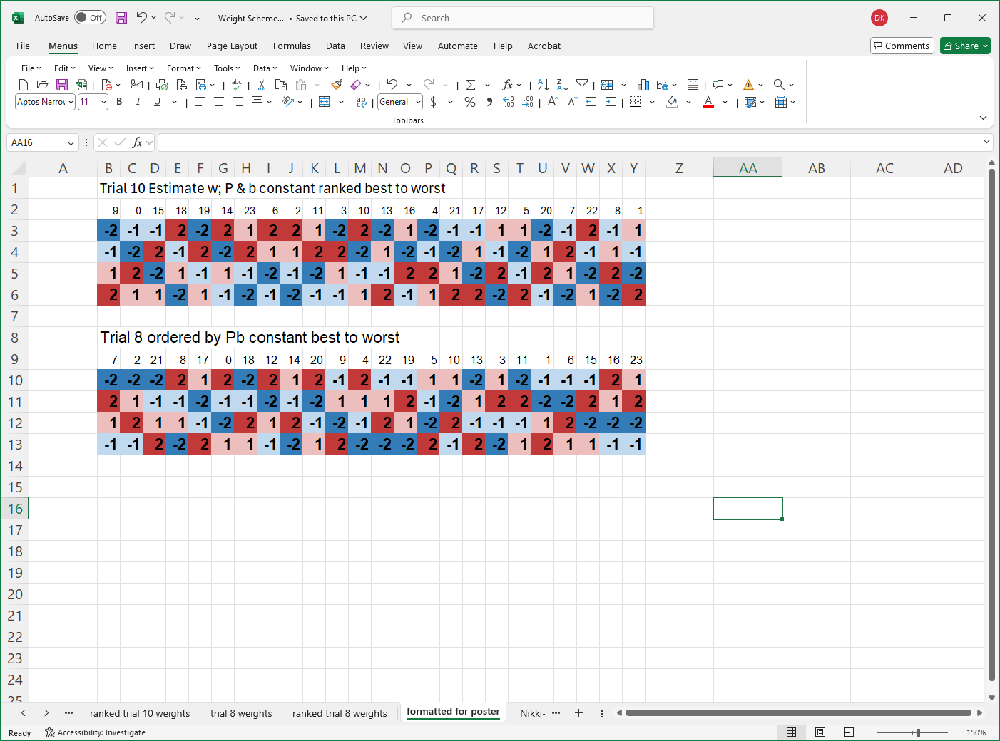 AutoSave Off Weight Scheme... • Saved to this PC Search DK
File Menus Home Insert Draw Page Layout Formulas Data Review View Automate Help Acrobat Comments Share
File Edit View Insert Format Tools Data Window Help
Aptos Narrov 11 B I U General $ % A A A
Toolbars
AA16 fx
A B C D E F G H I J K L M N O P Q R S T U V W X Y Z AA AB AC AD
1 Trial 10 Estimate w; P & b constant ranked best to worst
2 9 0 15 18 19 14 23 6 2 11 3 10 13 16 4 21 17 12 5 20 7 22 8 1
3 -2 -1 -1 2 -2 2 1 2 2 1 -2 2 -2 1 -2 -1 -1 1 1 -2 -1 2 -1 1
4 -1 -2 2 -1 2 -2 2 1 1 2 2 -2 1 -2 -1 -2 1 -1 -2 1 2 -1 1 -1
5 1 2 -2 1 -1 1 -1 -2 -1 -2 1 -1 -1 2 2 1 -2 2 -1 2 1 -2 2 -2
6 2 1 1 -2 1 -1 -2 -1 -2 -1 -1 1 2 -1 1 2 2 -2 2 -1 -2 1 -2 2
7
8 Trial 8 ordered by Pb constant best to worst
9 7 2 21 8 17 0 18 12 14 20 9 4 22 19 5 10 13 3 11 1 6 15 16 23
10 -2 -2 -2 2 1 2 -2 2 1 2 -1 2 -1 -1 1 1 -2 1 -2 -1 -1 -1 2 1
11 2 1 -1 -1 -2 -1 -1 -2 -1 -2 1 1 1 2 -1 -2 1 2 2 -2 -2 2 1 2
12 1 2 1 1 -1 -2 2 1 2 -1 -2 -1 2 1 -2 2 -1 -1 -1 1 2 -2 -2 -2
13 -1 -1 2 -2 2 1 1 -1 -2 1 2 -2 -2 -2 2 -1 2 -2 1 2 1 1 -1 -1
14
15
16
17
18
19
20
21
22
23
24
25
ranked trial 10 weights trial 8 weights ranked trial 8 weights formatted for poster Nikki-
Ready Accessibility: Investigate 150%